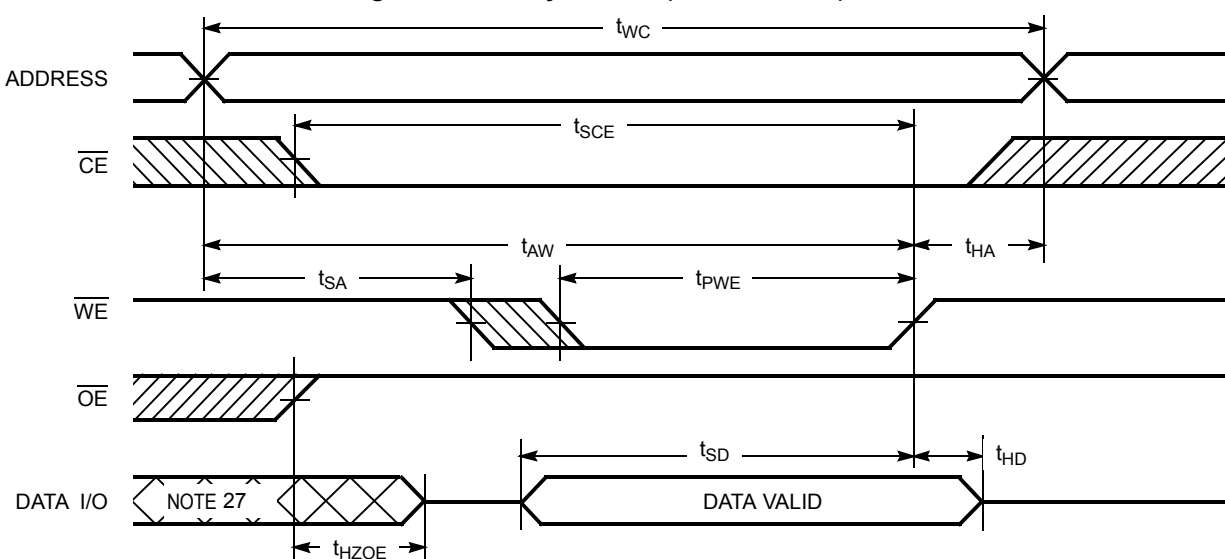 tWC
ADDRESS
tSCE
CE
tAW
tHA
tSA
tPWE
WE
OE
tSD
tHD
DATA I/O
NOTE 27
DATA VALID
tHZOE